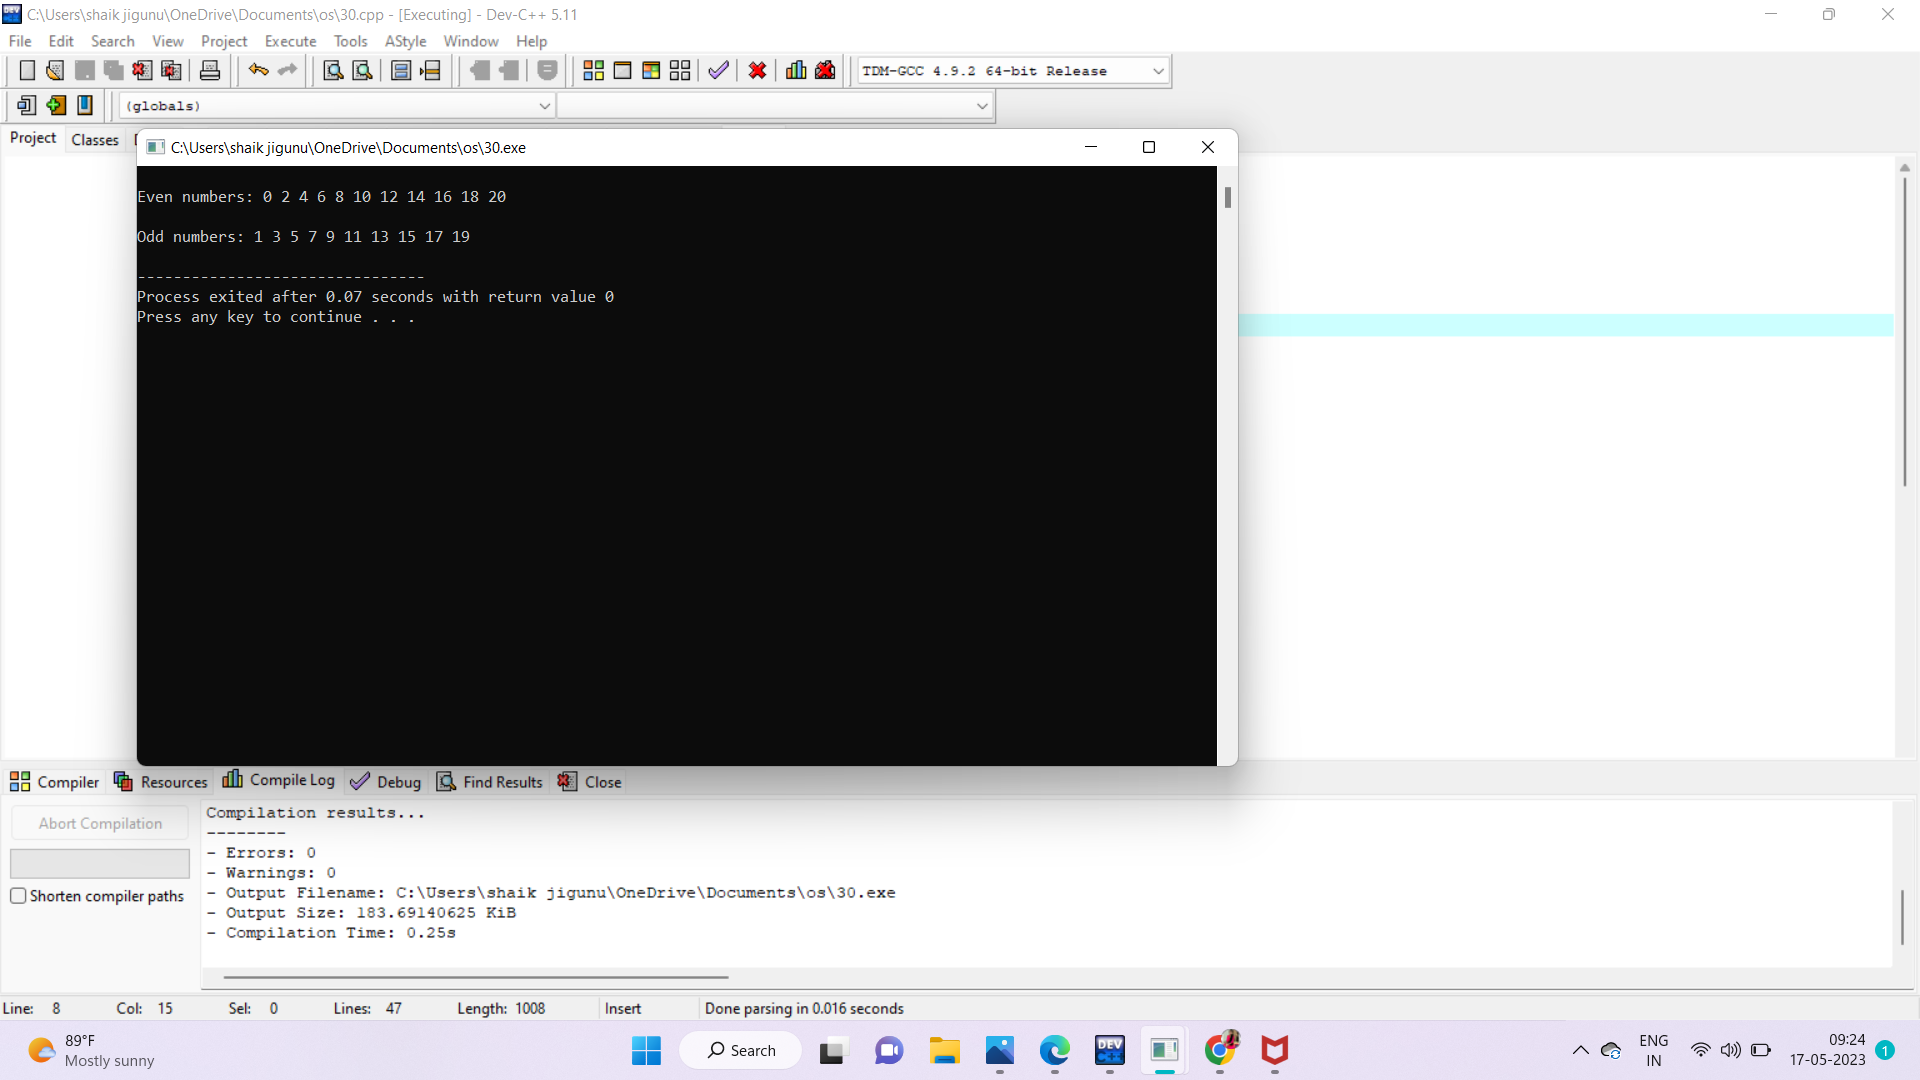 C:\Users\shaik jigunu\OneDrive\Documents\os\30.cpp - [Executing] - Dev-C++ 5.11
File Edit Search View Project Execute Tools AStyle Window Help
TDM-GCC 4.9.2 64-bit Release
(globals)
Project Classes
C:\Users\shaik jigunu\OneDrive\Documents\os\30.exe
Even numbers: 0 2 4 6 8 10 12 14 16 18 20
Odd numbers: 1 3 5 7 9 11 13 15 17 19
--------------------------------
Process exited after 0.07 seconds with return value 0
Press any key to continue . . .
Compiler Resources Compile Log Debug Find Results Close
Abort Compilation
Shorten compiler paths
Compilation results...
--------
- Errors: 0
- Warnings: 0
- Output Filename: C:\Users\shaik jigunu\OneDrive\Documents\os\30.exe
- Output Size: 183.69140625 KiB
- Compilation Time: 0.25s
Line: 8 Col: 15 Sel: 0 Lines: 47 Length: 1008 Insert Done parsing in 0.016 seconds
89°F
Mostly sunny
Search
DEV C++
ENG
IN
09:24
17-05-2023
1